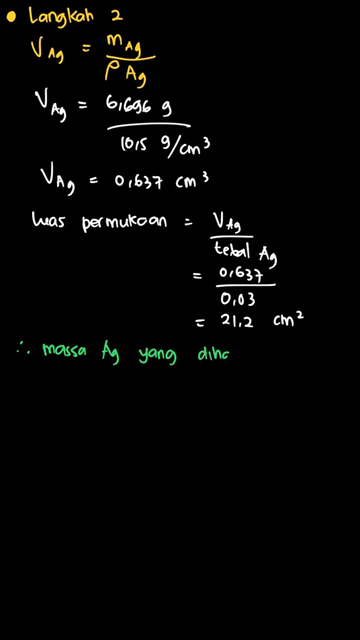 • Langkah 2
V Ag = m Ag / ρ Ag
V Ag = 6,696 g / 10,5 g/cm³
V Ag = 0,637 cm³
luas permukaan = V Ag / tebal Ag
= 0,637 / 0,03
= 21,2 cm²
∴ massa Ag yang diha